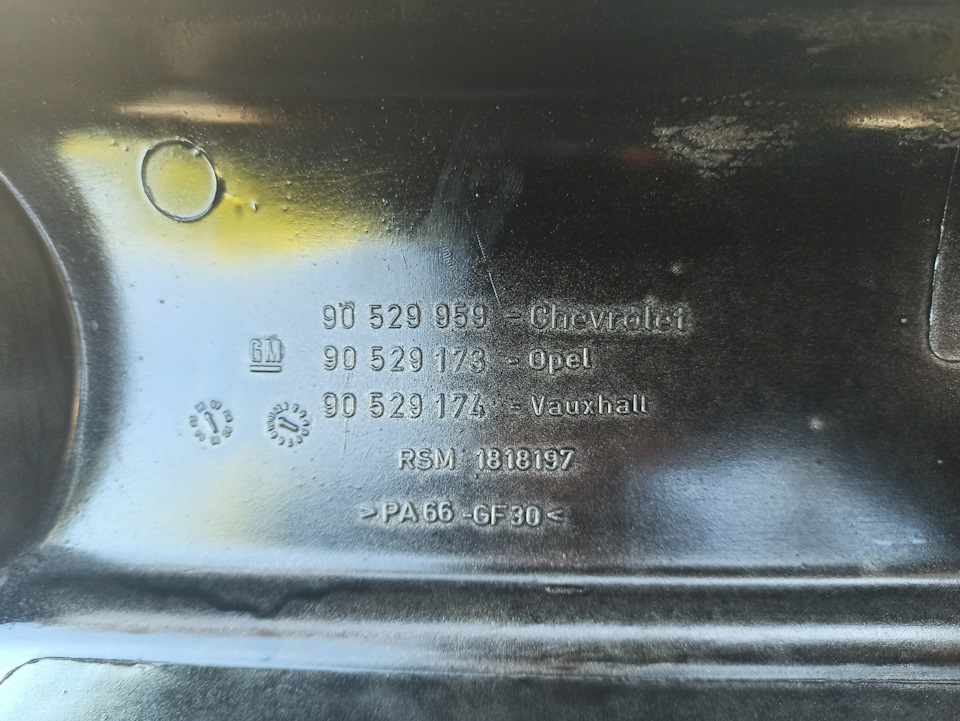 90 529 959 - Chevrolet
GM
90 529 173 - Opel
90 529 174 - Vauxhall
RSM 1818197
>PA66-GF30<